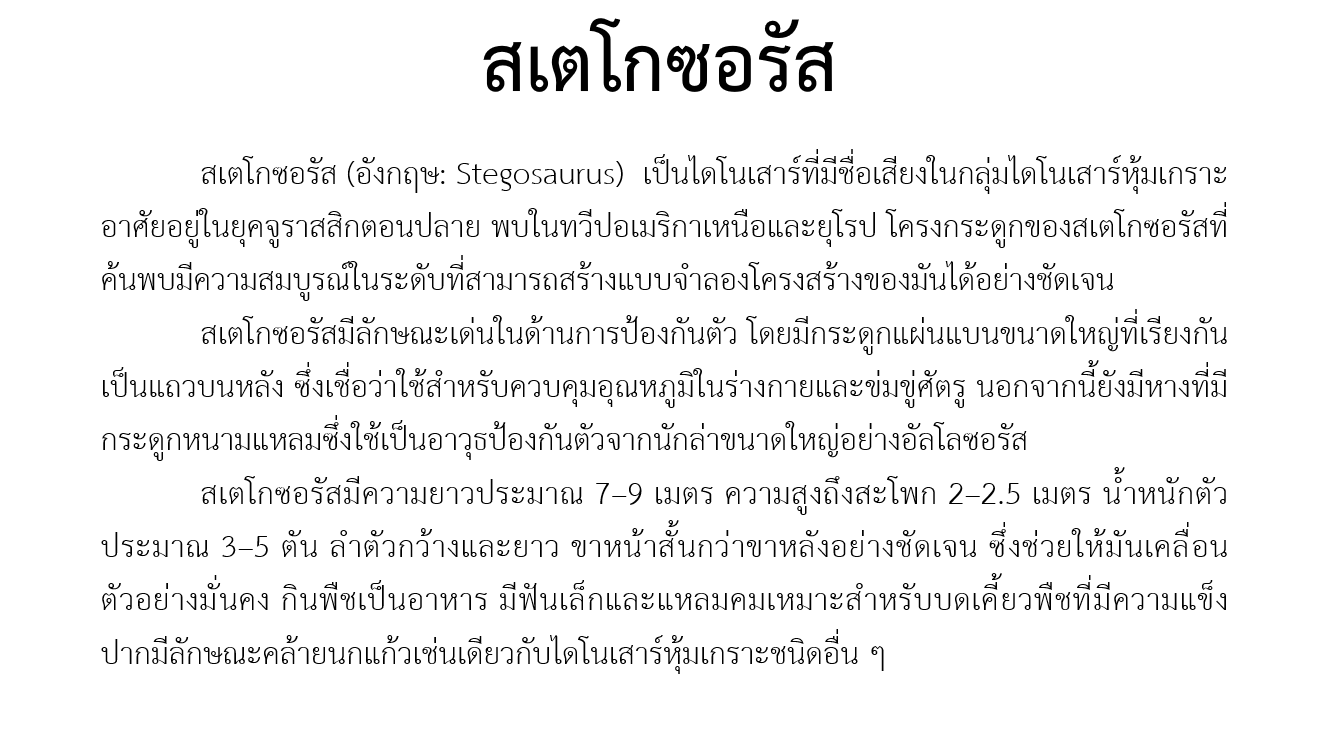 สเตโกซอรัส
สเตโกซอรัส (อังกฤษ: Stegosaurus)  เป็นไดโนเสาร์ที่มีชื่อเสียงในกลุ่มไดโนเสาร์หุ้มเกราะ
อาศัยอยู่ในยุคจูราสสิกตอนปลาย พบในทวีปอเมริกาเหนือและยุโรป โครงกระดูกของสเตโกซอรัสที่
ค้นพบมีความสมบูรณ์ในระดับที่สามารถสร้างแบบจำลองโครงสร้างของมันได้อย่างชัดเจน
สเตโกซอรัสมีลักษณะเด่นในด้านการป้องกันตัว โดยมีกระดูกแผ่นแบนขนาดใหญ่ที่เรียงกัน
เป็นแถวบนหลัง ซึ่งเชื่อว่าใช้สำหรับควบคุมอุณหภูมิในร่างกายและข่มขู่ศัตรู นอกจากนี้ยังมีหางที่มี
กระดูกหนามแหลมซึ่งใช้เป็นอาวุธป้องกันตัวจากนักล่าขนาดใหญ่อย่างอัลโลซอรัส
สเตโกซอรัสมีความยาวประมาณ 7–9 เมตร ความสูงถึงสะโพก 2–2.5 เมตร น้ำหนักตัว
ประมาณ 3–5 ตัน ลำตัวกว้างและยาว ขาหน้าสั้นกว่าขาหลังอย่างชัดเจน ซึ่งช่วยให้มันเคลื่อน
ตัวอย่างมั่นคง กินพืชเป็นอาหาร มีฟันเล็กและแหลมคมเหมาะสำหรับบดเคี้ยวพืชที่มีความแข็ง
ปากมีลักษณะคล้ายนกแก้วเช่นเดียวกับไดโนเสาร์หุ้มเกราะชนิดอื่น ๆ